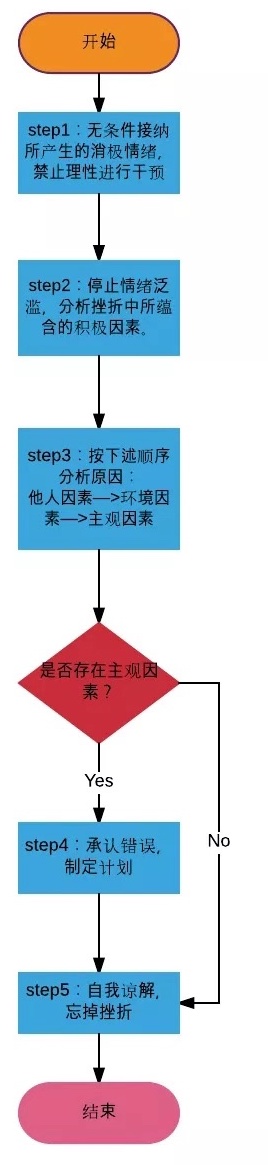 开始
step1：无条件接纳
所产生的消极情绪，
禁止理性进行干预
step2：停止情绪泛
滥，分析挫折中所蕴
含的积极因素。
step3：按下述顺序
分析原因：
他人因素—>环境因
素—>主观因素
是否存在主观因
素？
Yes
No
step4：承认错误，
制定计划
step5：自我谅解，
忘掉挫折
结束